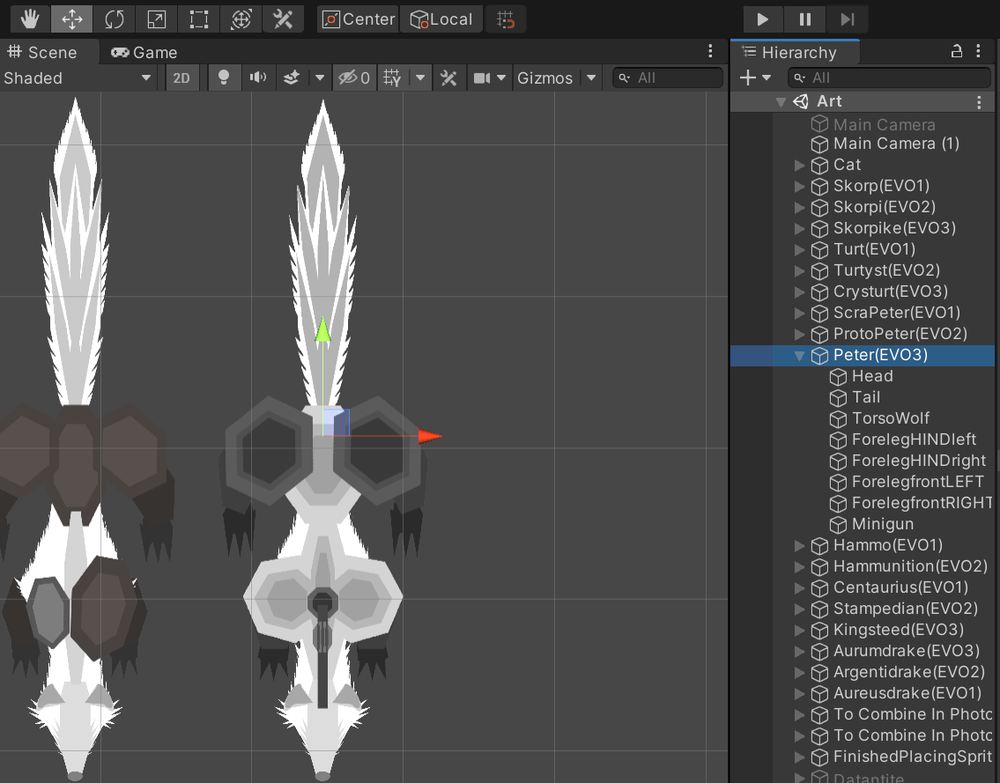 Center Local
Scene Game
Shaded 2D 0 Gizmos All
Hierarchy
All
Art
Main Camera
Main Camera (1)
Cat
Skorp(EVO1)
Skorpi(EVO2)
Skorpike(EVO3)
Turt(EVO1)
Turtyst(EVO2)
Crysturt(EVO3)
ScraPeter(EVO1)
ProtoPeter(EVO2)
Peter(EVO3)
Head
Tail
TorsoWolf
ForelegHINDleft
ForelegHINDright
ForelegfrontLEFT
ForelegfrontRIGHT
Minigun
Hammo(EVO1)
Hammunition(EVO2)
Centaurius(EVO1)
Stampedian(EVO2)
Kingsteed(EVO3)
Aurumdrake(EVO3)
Argentidrake(EVO2)
Aureusdrake(EVO1)
To Combine In Photo
To Combine In Photo
FinishedPlacingSprit
Datantite